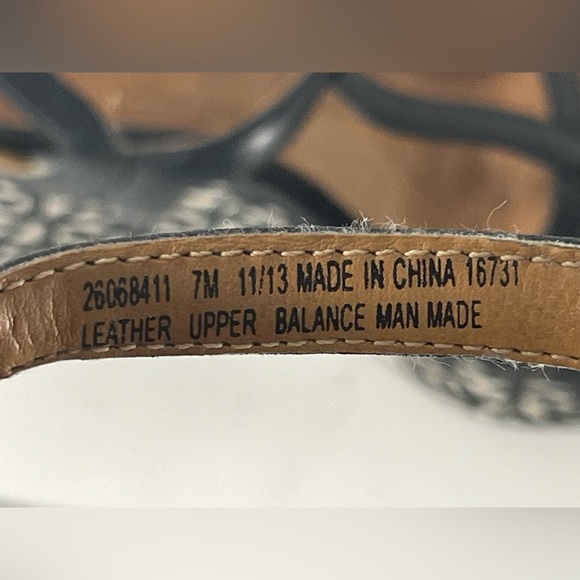 26068411 7M 11/13 MADE IN CHINA 16731
LEATHER UPPER BALANCE MAN MADE